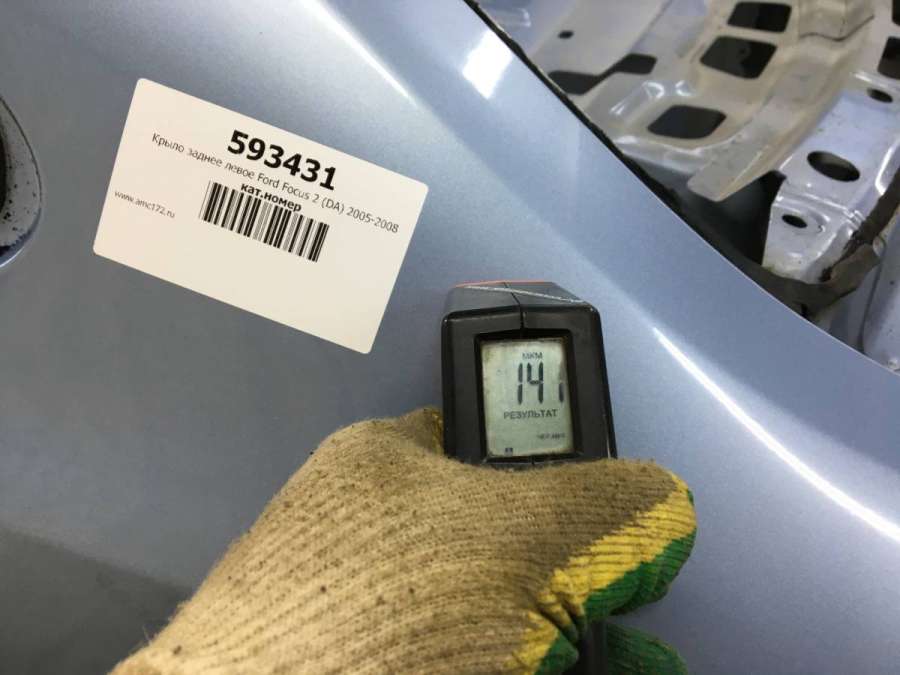 593431
Крыло заднее левое Ford Focus 2 (DA) 2005-2008
кат.номер
www.amc172.ru
МКМ
141
РЕЗУЛЬТАТ